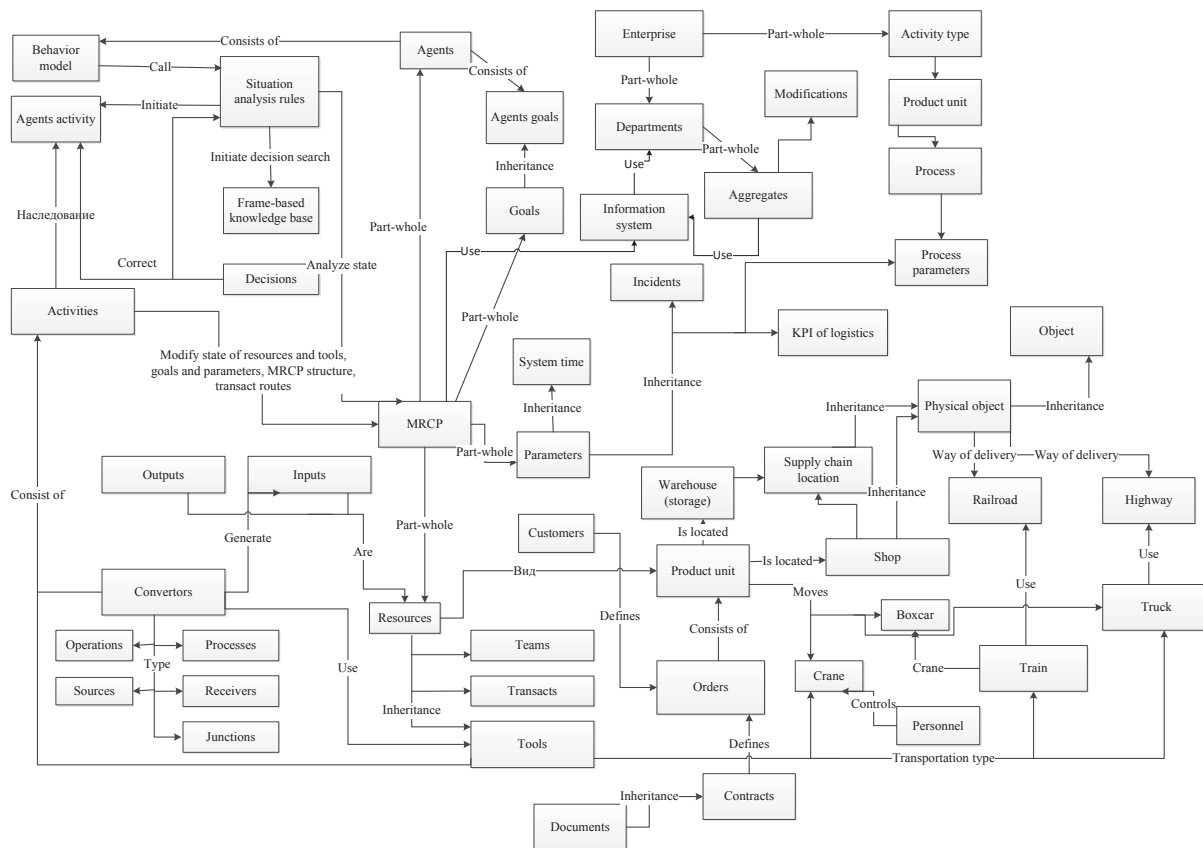 Behavior
model
Consists of
Agents
Enterprise
Part-whole
Activity type
Call
Situation
analysis rules
Consists of
Part-whole
Modifications
Product unit
Agents activity
Initiate
Agents goals
Departments
Part-whole
Initiate decision search
Inheritance
Use
Process
Наследование
Frame-based
knowledge base
Goals
Information
system
Aggregates
Part-whole
Use
Use
Process
parameters
Correct
Decisions
Analyze state
Incidents
Activities
Part-whole
Object
KPI of logistics
Modify state of resources and tools,
goals and parameters, MRCP structure,
transact routes
System time
Inheritance
Inheritance
MRCP
Inheritance
Physical object
Inheritance
Part-whole
Parameters
Way of delivery
Way of delivery
Outputs
Inputs
Supply chain
location
Inheritance
Warehouse
(storage)
Railroad
Highway
Consist of
Part-whole
Generate
Customers
Is located
Are
Shop
Use
Convertors
Вид
Product unit
Is located
Use
Resources
Moves
Truck
Defines
Boxcar
Operations
Processes
Consists of
Type
Teams
Use
Crane
Train
Sources
Receivers
Transacts
Orders
Crane
Inheritance
Controls
Personnel
Junctions
Tools
Defines
Transportation type
Inheritance
Contracts
Documents